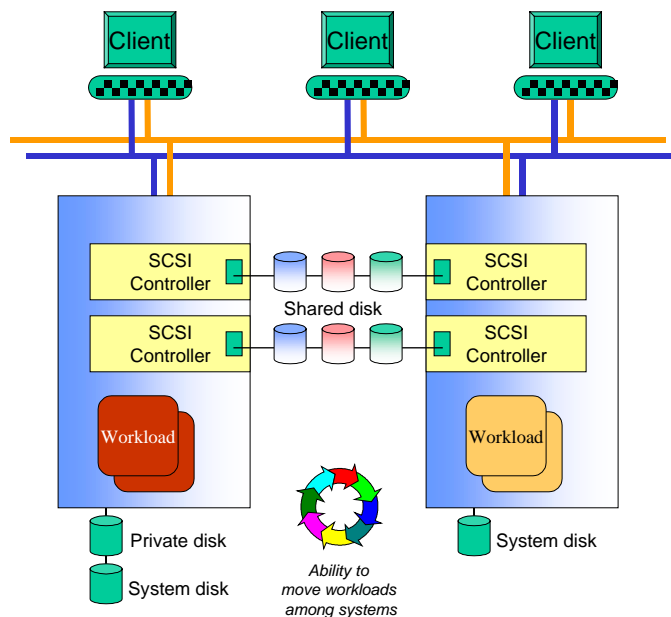 Client
Client
Client
SCSI
Controller
SCSI
Controller
Shared disk
SCSI
Controller
SCSI
Controller
Workload
Workload
Private disk
System disk
System disk
Ability to
move workloads
among systems